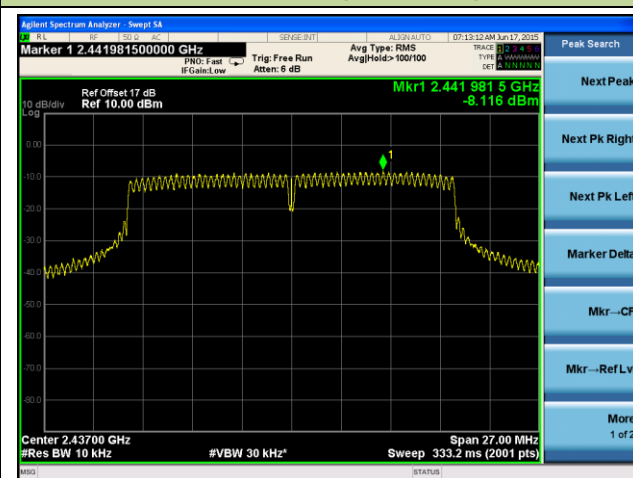 Agilent Spectrum Analyzer - Swept SA
RL RF 50 Ω AC SENSE:INT ALIGN AUTO 07:13:12 AM Jun 17, 2015
Marker 1 2.441981500000 GHz
PNO: Fast
IFGain:Low
Trig: Free Run
Atten: 6 dB
Avg Type: RMS
Avg|Hold:>100/100
TRACE 1 2 3 4 5 6
TYPE A
DET A N N N N N
Ref Offset 17 dB
Ref 10.00 dBm
10 dB/div
Log
Mkr1 2.441 981 5 GHz
-8.116 dBm
1
0.00
-10.0
-20.0
-30.0
-40.0
-50.0
-60.0
-70.0
-80.0
Center 2.43700 GHz
Span 27.00 MHz
#Res BW 10 kHz
#VBW 30 kHz*
Sweep 333.2 ms (2001 pts)
MSG
STATUS
Peak Search
Next Peak
Next Pk Right
Next Pk Left
Marker Delta
Mkr→CF
Mkr→Ref Lv
More
1 of 2